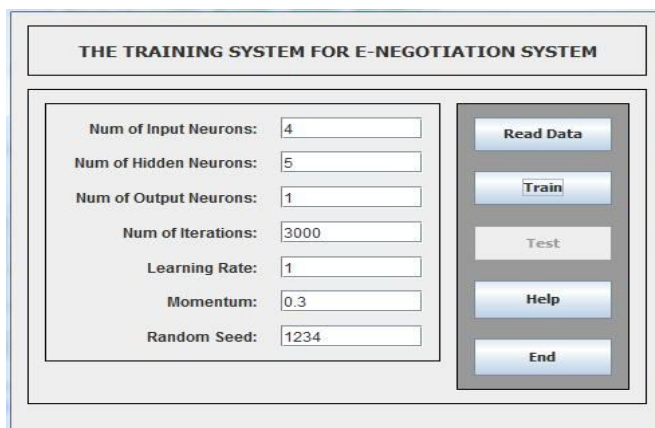 THE TRAINING SYSTEM FOR E-NEGOTIATION SYSTEM
Num of Input Neurons: 4
Num of Hidden Neurons: 5
Num of Output Neurons: 1
Num of Iterations: 3000
Learning Rate: 1
Momentum: 0.3
Random Seed: 1234
Read Data
Train
Test
Help
End